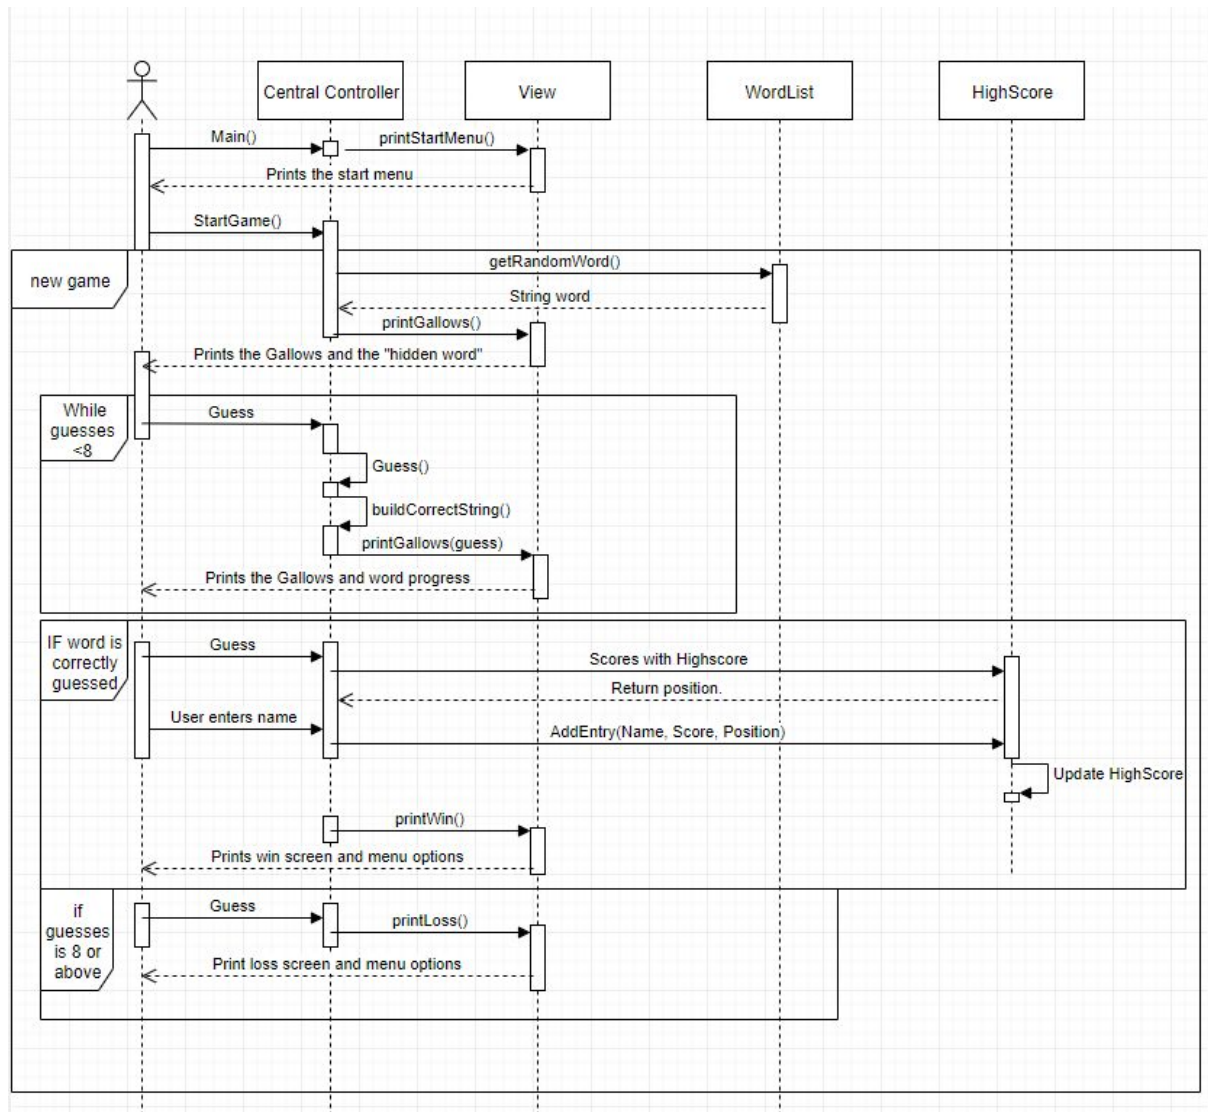 Central Controller
View
WordList
HighScore
Main()
printStartMenu()
Prints the start menu
StartGame()
new game
getRandomWord()
String word
printGallows()
Prints the Gallows and the "hidden word"
While
guesses
<8
Guess
Guess()
buildCorrectString()
printGallows(guess)
Prints the Gallows and word progress
IF word is
correctly
guessed
Guess
Scores with Highscore
Return position.
User enters name
AddEntry(Name, Score, Position)
Update HighScore
printWin()
Prints win screen and menu options
if
guesses
is 8 or
above
Guess
printLoss()
Print loss screen and menu options